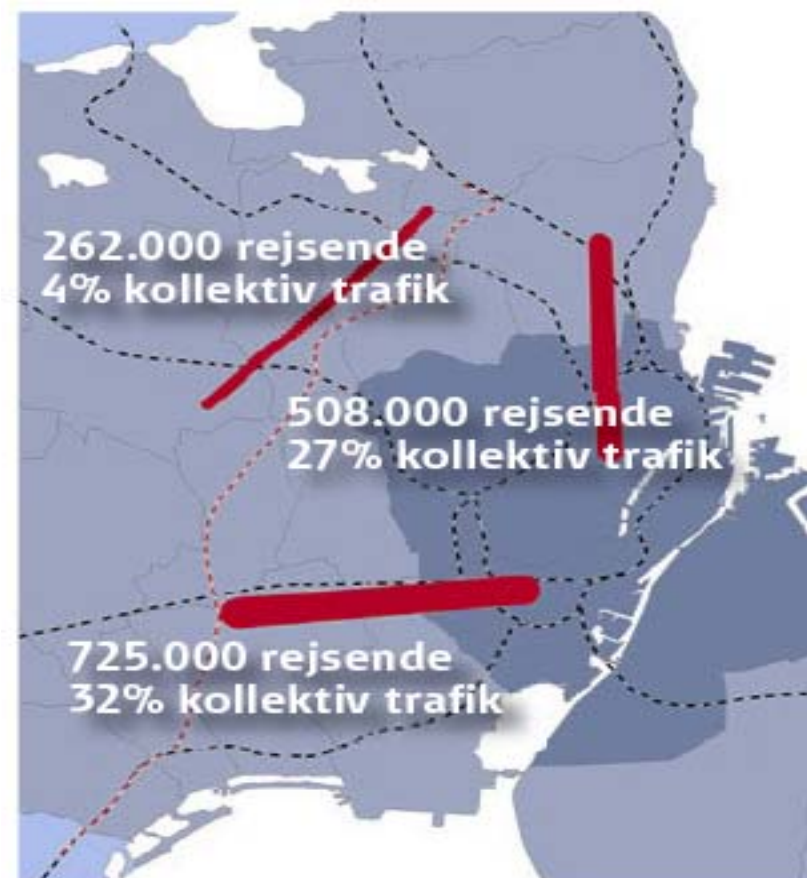 262.000 rejsende
4% kollektiv trafik
508.000 rejsende
27% kollektiv trafik
725.000 rejsende
32% kollektiv trafik